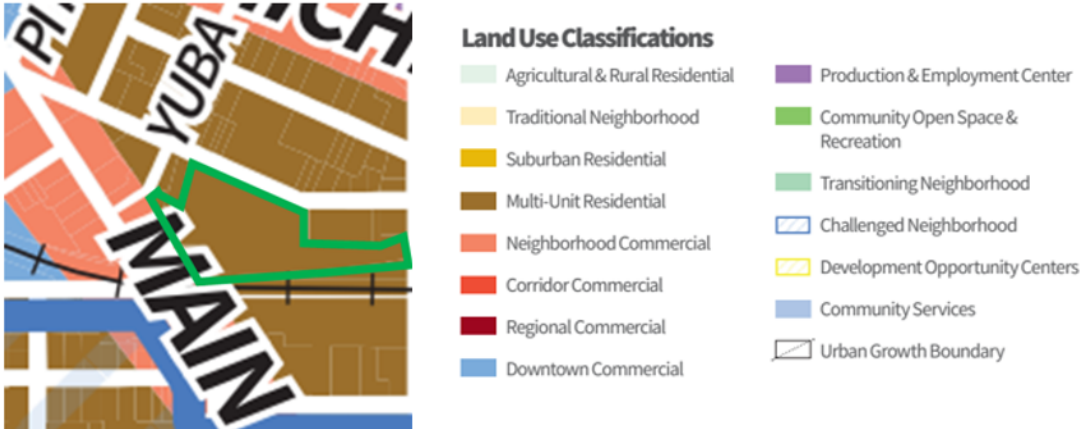 YUBA
MAIN
Land Use Classifications
Agricultural & Rural Residential
Traditional Neighborhood
Suburban Residential
Multi-Unit Residential
Neighborhood Commercial
Corridor Commercial
Regional Commercial
Downtown Commercial
Production & Employment Center
Community Open Space &
Recreation
Transitioning Neighborhood
Challenged Neighborhood
Development Opportunity Centers
Community Services
Urban Growth Boundary